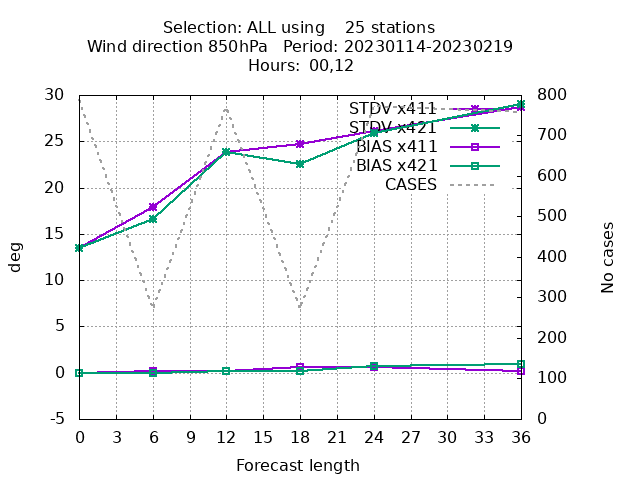 Selection: ALL using 25 stations
Wind direction 850hPa Period: 20230114-20230219
Hours: 00,12
STDV x411
STDV x421
BIAS x411
BIAS x421
CASES
deg
No cases
30
25
20
15
10
5
0
-5
800
700
600
500
400
300
200
100
0
0 3 6 9 12 15 18 21 24 27 30 33 36
Forecast length